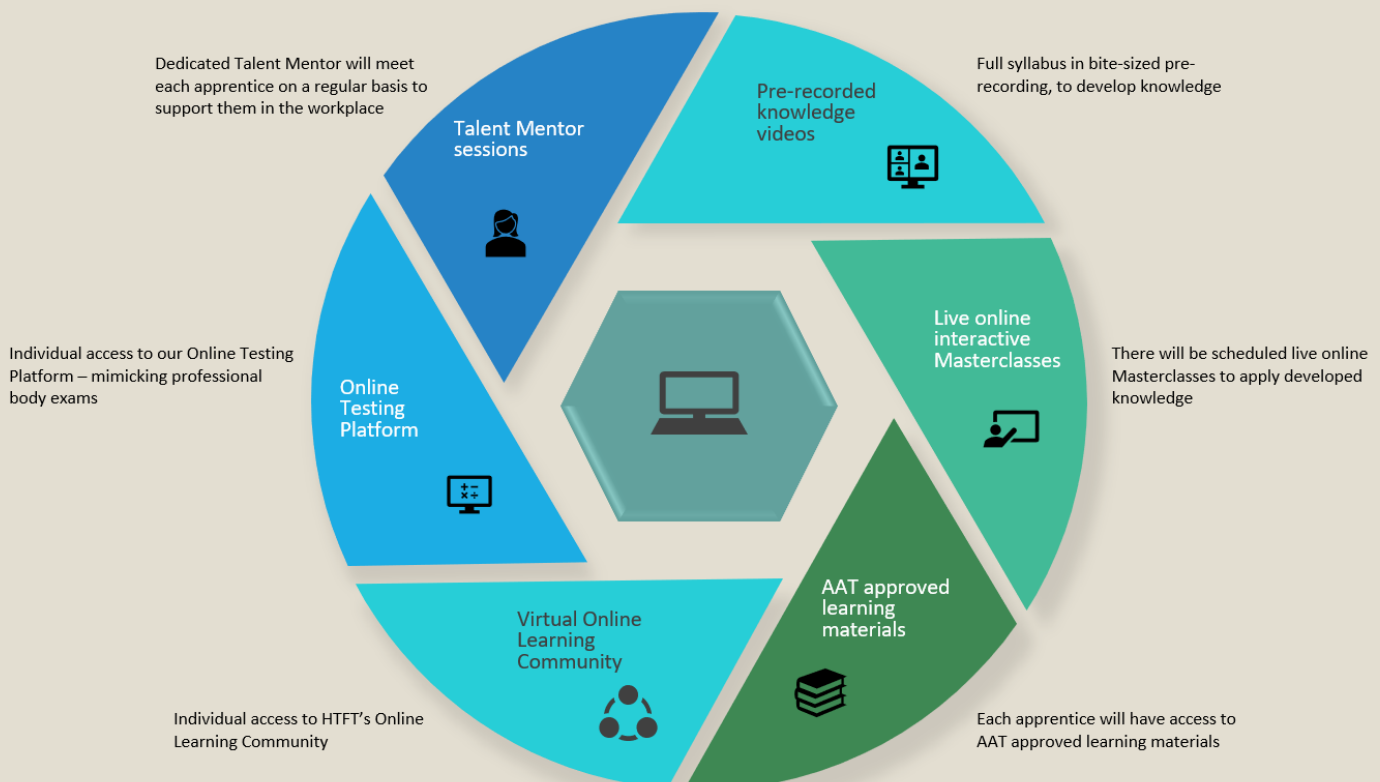 Dedicated Talent Mentor will meet
each apprentice on a regular basis to
support them in the workplace
Talent Mentor
sessions
Pre-recorded
knowledge
videos
Full syllabus in bite-sized pre-
recording, to develop knowledge
Live online
interactive
Masterclasses
There will be scheduled live online
Masterclasses to apply developed
knowledge
Individual access to our Online Testing
Platform – mimicking professional
body exams
Online
Testing
Platform
AAT approved
learning
materials
Each apprentice will have access to
AAT approved learning materials
Virtual Online
Learning
Community
Individual access to HTFT's Online
Learning Community